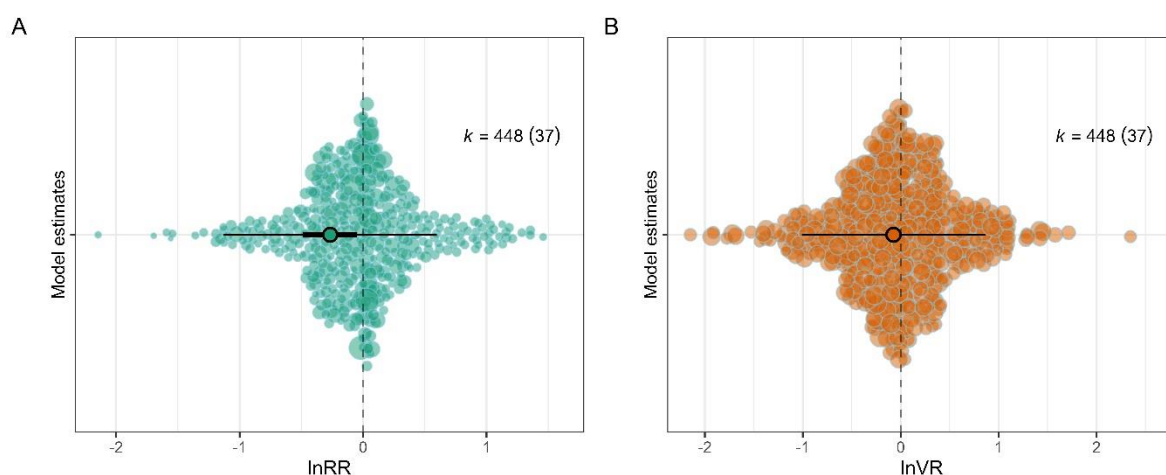 A
Model estimates
k = 448 (37)
-2 -1 0 1
lnRR
B
Model estimates
k = 448 (37)
-2 -1 0 1 2
lnVR